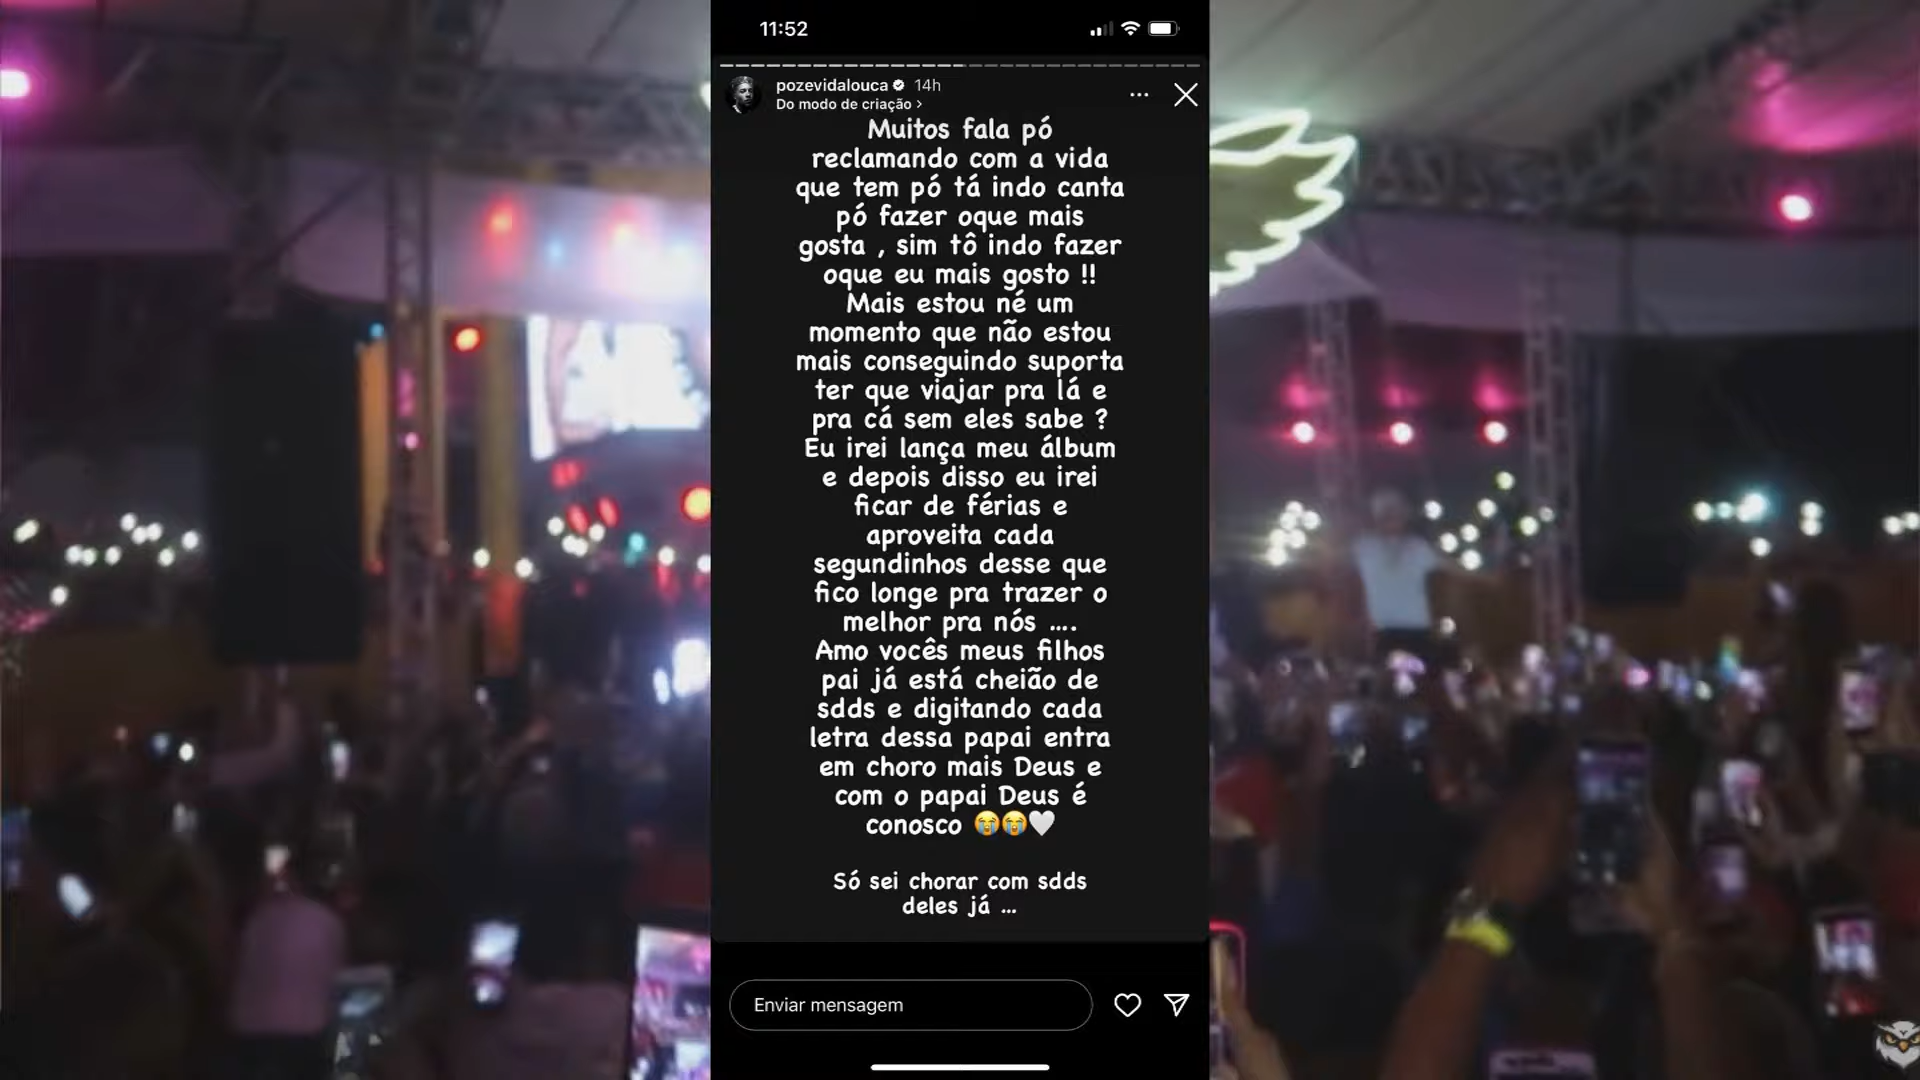 11:52
pozevidalouca 14h
Do modo de criação >
Muitos fala pó
reclamando com a vida
que tem pó tá indo canta
pó fazer oque mais
gosta , sim tô indo fazer
oque eu mais gosto !!
Mais estou né um
momento que não estou
mais conseguindo suporta
ter que viajar pra lá e
pra cá sem eles sabe ?
Eu irei lança meu álbum
e depois disso eu irei
ficar de férias e
aproveita cada
segundinhos desse que
fico longe pra trazer o
melhor pra nós ....
Amo vocês meus filhos
pai já está cheião de
sdds e digitando cada
letra dessa papai entra
em choro mais Deus e
com o papai Deus é
conosco 😭😭🤍
Só sei chorar com sdds
deles já ...
Enviar mensagem